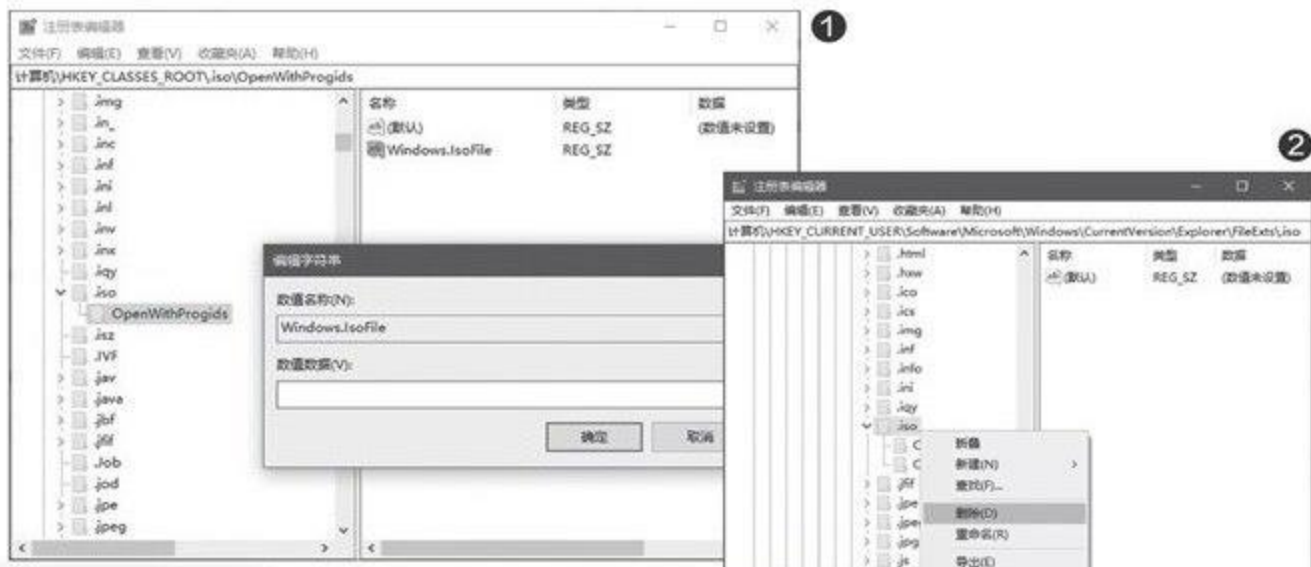 注册表编辑器
文件(F) 编辑(E) 查看(V) 收藏夹(A) 帮助(H)
计算机\HKEY_CLASSES_ROOT\.iso\OpenWithProgids
.img
.in_
.inc
.inf
.ini
.inl
.inv
.inx
.iqy
.iso
OpenWithProgids
.isz
.IVF
.jav
.java
.jbf
.jfif
.Job
.jod
.jpe
.jpeg
名称 类型 数据
(默认) REG_SZ (数值未设置)
Windows.IsoFile REG_SZ
编辑字符串
数值名称(N):
Windows.IsoFile
数值数据(V):
确定 取消
1
2
注册表编辑器
文件(F) 编辑(E) 查看(V) 收藏夹(A) 帮助(H)
计算机\HKEY_CURRENT_USER\Software\Microsoft\Windows\CurrentVersion\Explorer\FileExts\.iso
.html
.hxw
.ico
.ics
.img
.inf
.info
.ini
.iqy
.iso
.jfif
.jpe
.jpe
.jpg
.js
名称 类型 数据
(默认) REG_SZ (数值未设置)
折叠
新建(N)
查找(F)...
删除(D)
重命名(R)
导出(E)